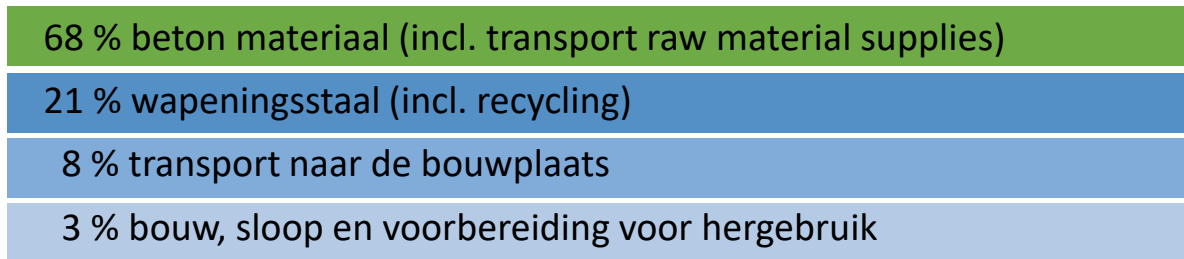 68 % beton materiaal (incl. transport raw material supplies)
21 % wapeningsstaal (incl. recycling)
8 % transport naar de bouwplaats
3 % bouw, sloop en voorbereiding voor hergebruik